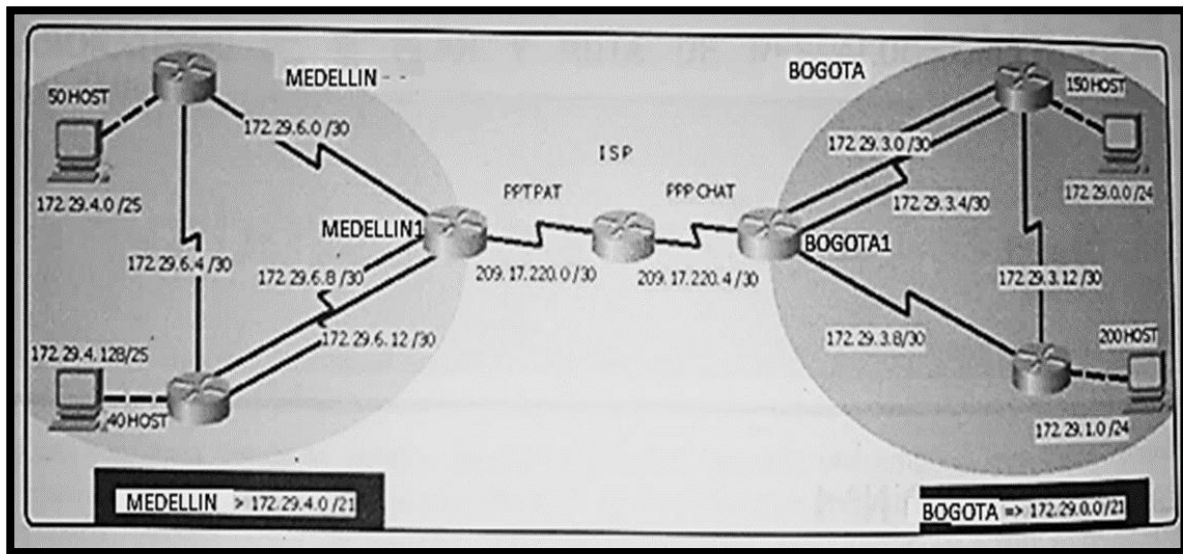 MEDELLIN
50 HOST
172.29.6.0 /30
172.29.4.0 /25
172.29.6.4 /30
MEDELLIN1
172.29.6.8 /30
172.29.6.12 /30
172.29.4.128/25
40 HOST
MEDELLIN > 172.29.4.0 /21
ISP
PPT PAT
PPP CHAT
209.17.220.0 /30
209.17.220.4 /30
BOGOTA
150 HOST
172.29.3.0/30
172.29.0.0 /24
172.29.3.4/30
BOGOTA1
172.29.3.12 /30
172.29.3.8/30
200 HOST
172.29.1.0 /24
BOGOTA => 172.29.0.0 /21